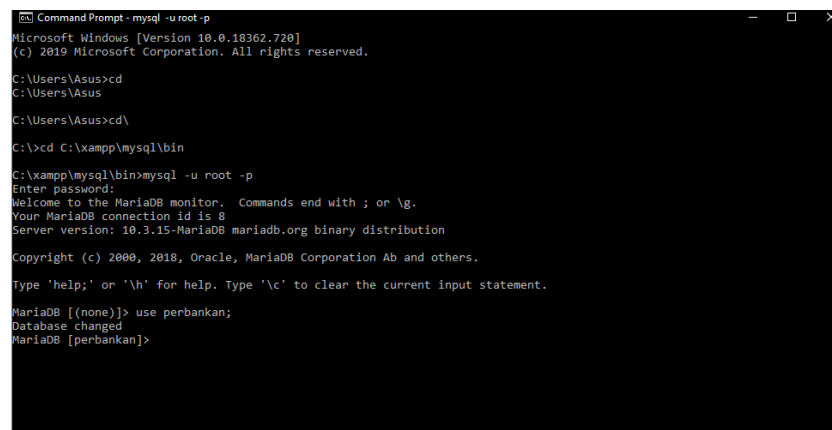 Command Prompt - mysql -u root -p
Microsoft Windows [Version 10.0.18362.720]
(c) 2019 Microsoft Corporation. All rights reserved.
C:\Users\Asus>cd
C:\Users\Asus
C:\Users\Asus>cd\
C:\>cd C:\xampp\mysql\bin
C:\xampp\mysql\bin>mysql -u root -p
Enter password:
Welcome to the MariaDB monitor.  Commands end with ; or \g.
Your MariaDB connection id is 8
Server version: 10.3.15-MariaDB mariadb.org binary distribution
Copyright (c) 2000, 2018, Oracle, MariaDB Corporation Ab and others.
Type 'help;' or '\h' for help. Type '\c' to clear the current input statement.
MariaDB [(none)]> use perbankan;
Database changed
MariaDB [perbankan]>